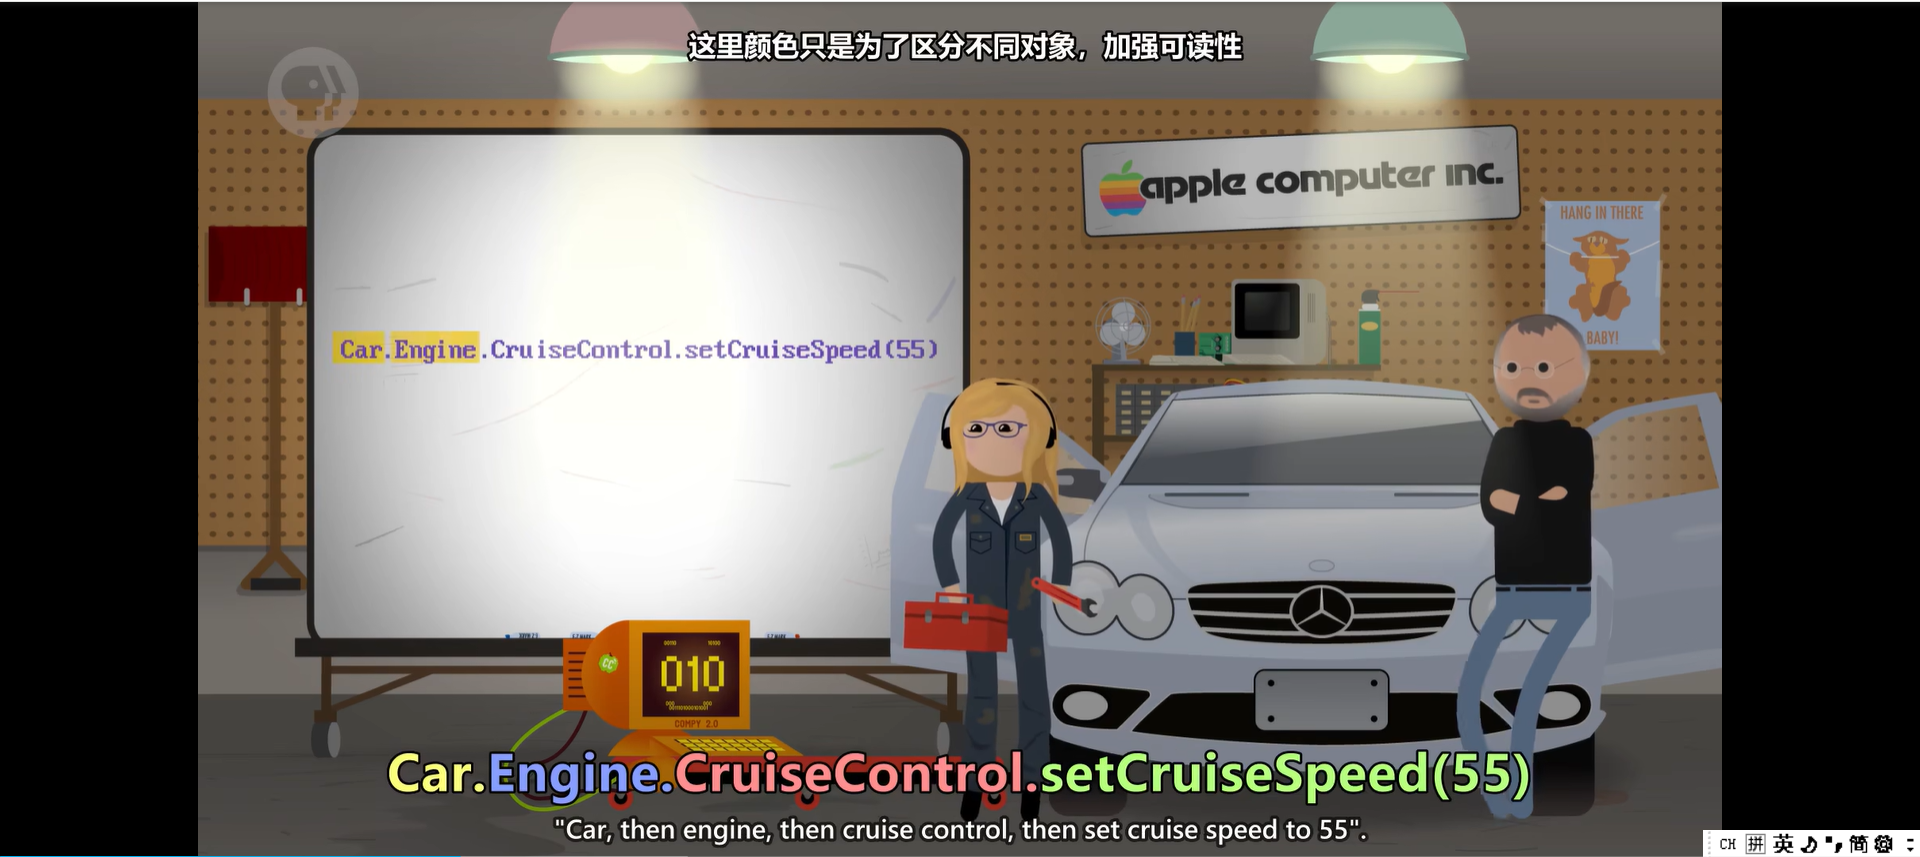 这里颜色只是为了区分不同对象，加强可读性
apple computer inc.
HANG IN THERE
BABY!
Car.Engine.CruiseControl.setCruiseSpeed(55)
CC
010
COMPY 2.0
Car.Engine.CruiseControl.setCruiseSpeed(55)
"Car, then engine, then cruise control, then set cruise speed to 55".
CH 拼 英 简